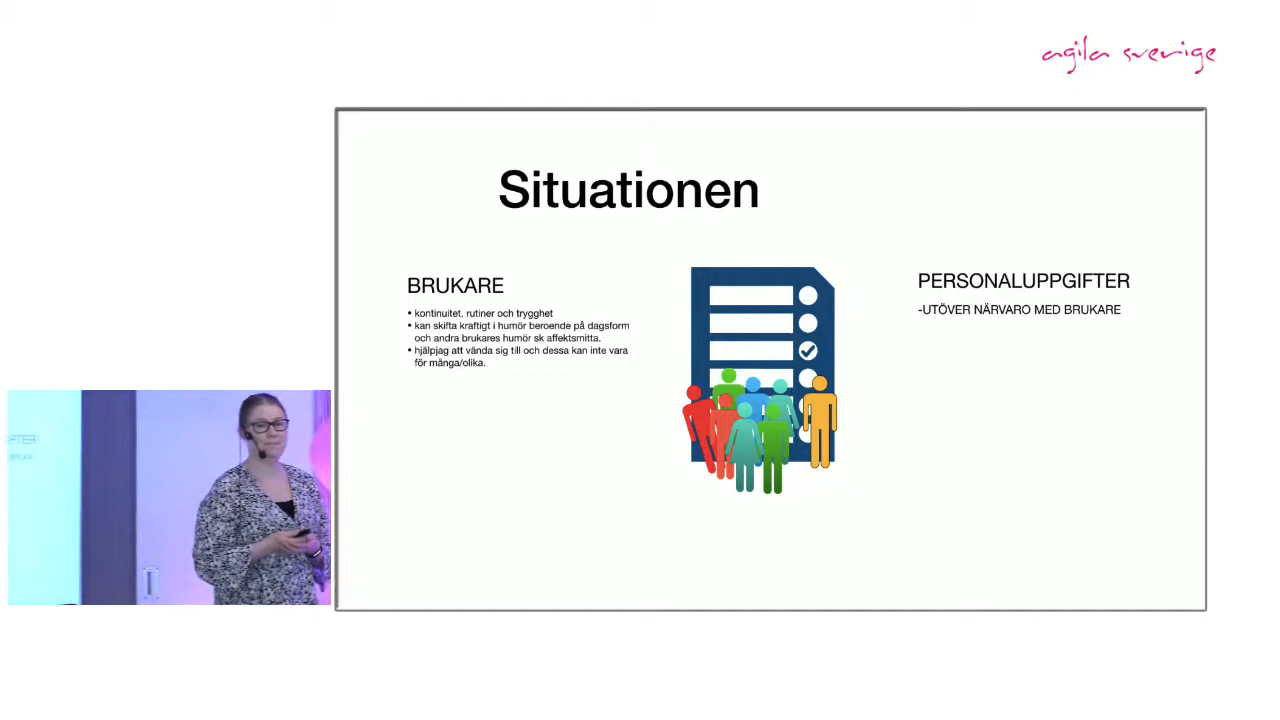 agila sverige
Situationen
BRUKARE
• kontinuitet, rutiner och trygghet
• kan skifta kraftigt i humör beroende på dagsform
och andra brukares humör sk affektsmitta.
• hjälpjag att vända sig till och dessa kan inte vara
för många/olika.
PERSONALUPPGIFTER
-UTÖVER NÄRVARO MED BRUKARE